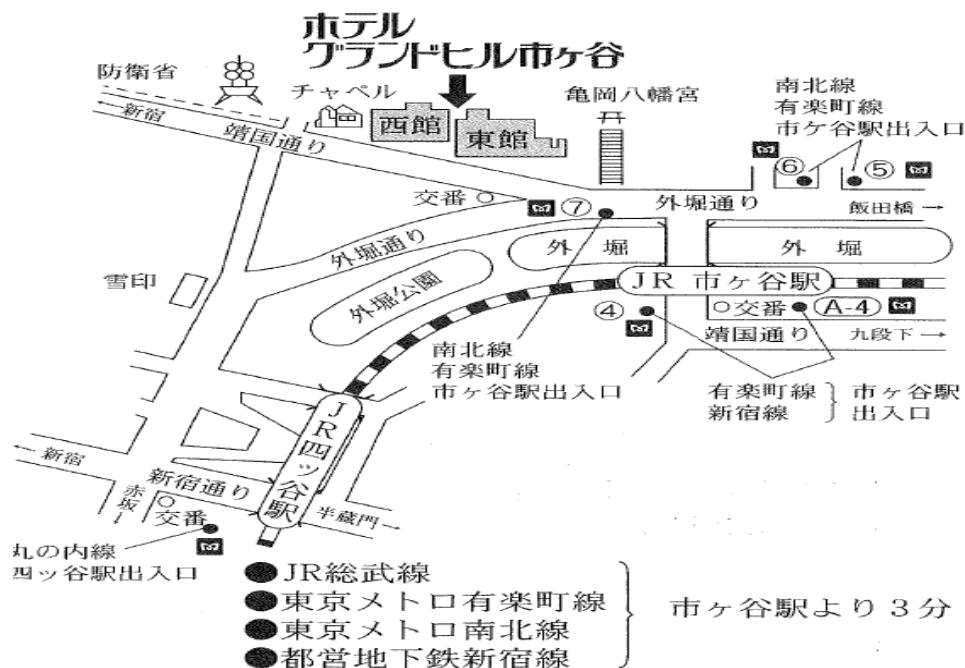 ホテル
グランドヒル市ヶ谷
防衛省
新宿
靖国通り
チャペル
西館
東館
亀岡八幡宮
南北線
有楽町線
市ケ谷駅出入口
⑥
⑤
交番
⑦
外堀通り
飯田橋→
外堀通り
外 堀
外 堀
雪印
外堀公園
JR 市ヶ谷駅
④
交番
A-4
靖国通り
九段下
南北線
有楽町線
市ヶ谷駅出入口
有楽町線
新宿線
市ヶ谷駅
出入口
JR四ッ谷駅
新宿
新宿通り
赤坂
交番
半蔵門
丸の内線
四ッ谷駅出入口
●JR総武線
●東京メトロ有楽町線
●東京メトロ南北線
●都営地下鉄新宿線
市ヶ谷駅より3分